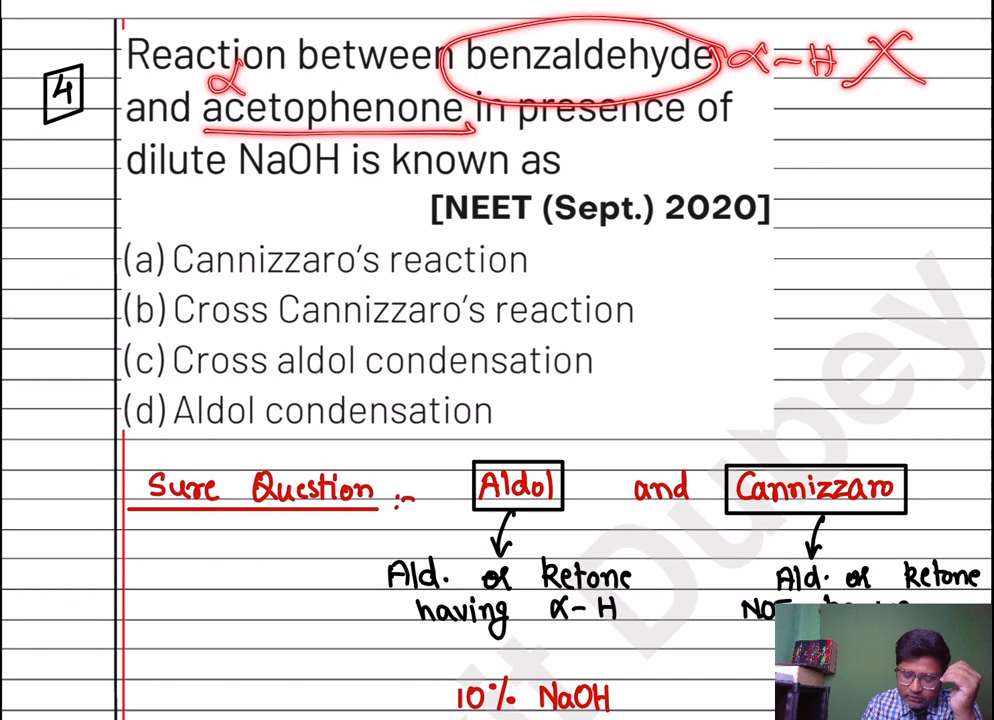 4
Reaction between benzaldehyde α-H X
α
and acetophenone in presence of
dilute NaOH is known as
[NEET (Sept.) 2020]
(a) Cannizzaro's reaction
(b) Cross Cannizzaro's reaction
(c) Cross aldol condensation
(d) Aldol condensation
Sure Question :- Aldol and Cannizzaro
Ald. or ketone Ald. or ketone
having α-H NOT
10% NaOH
Dubey